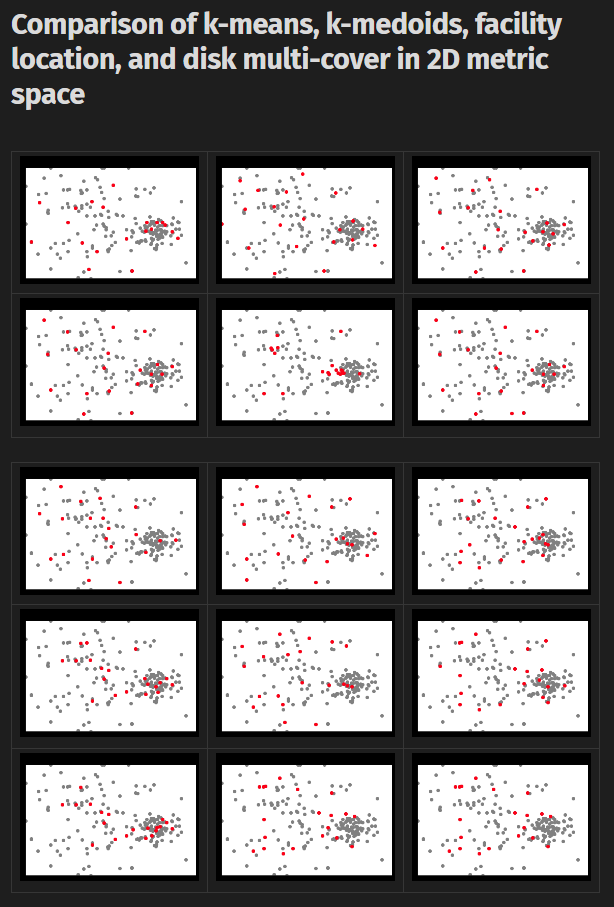 Comparison of k-means, k-medoids, facility
location, and disk multi-cover in 2D metric
space